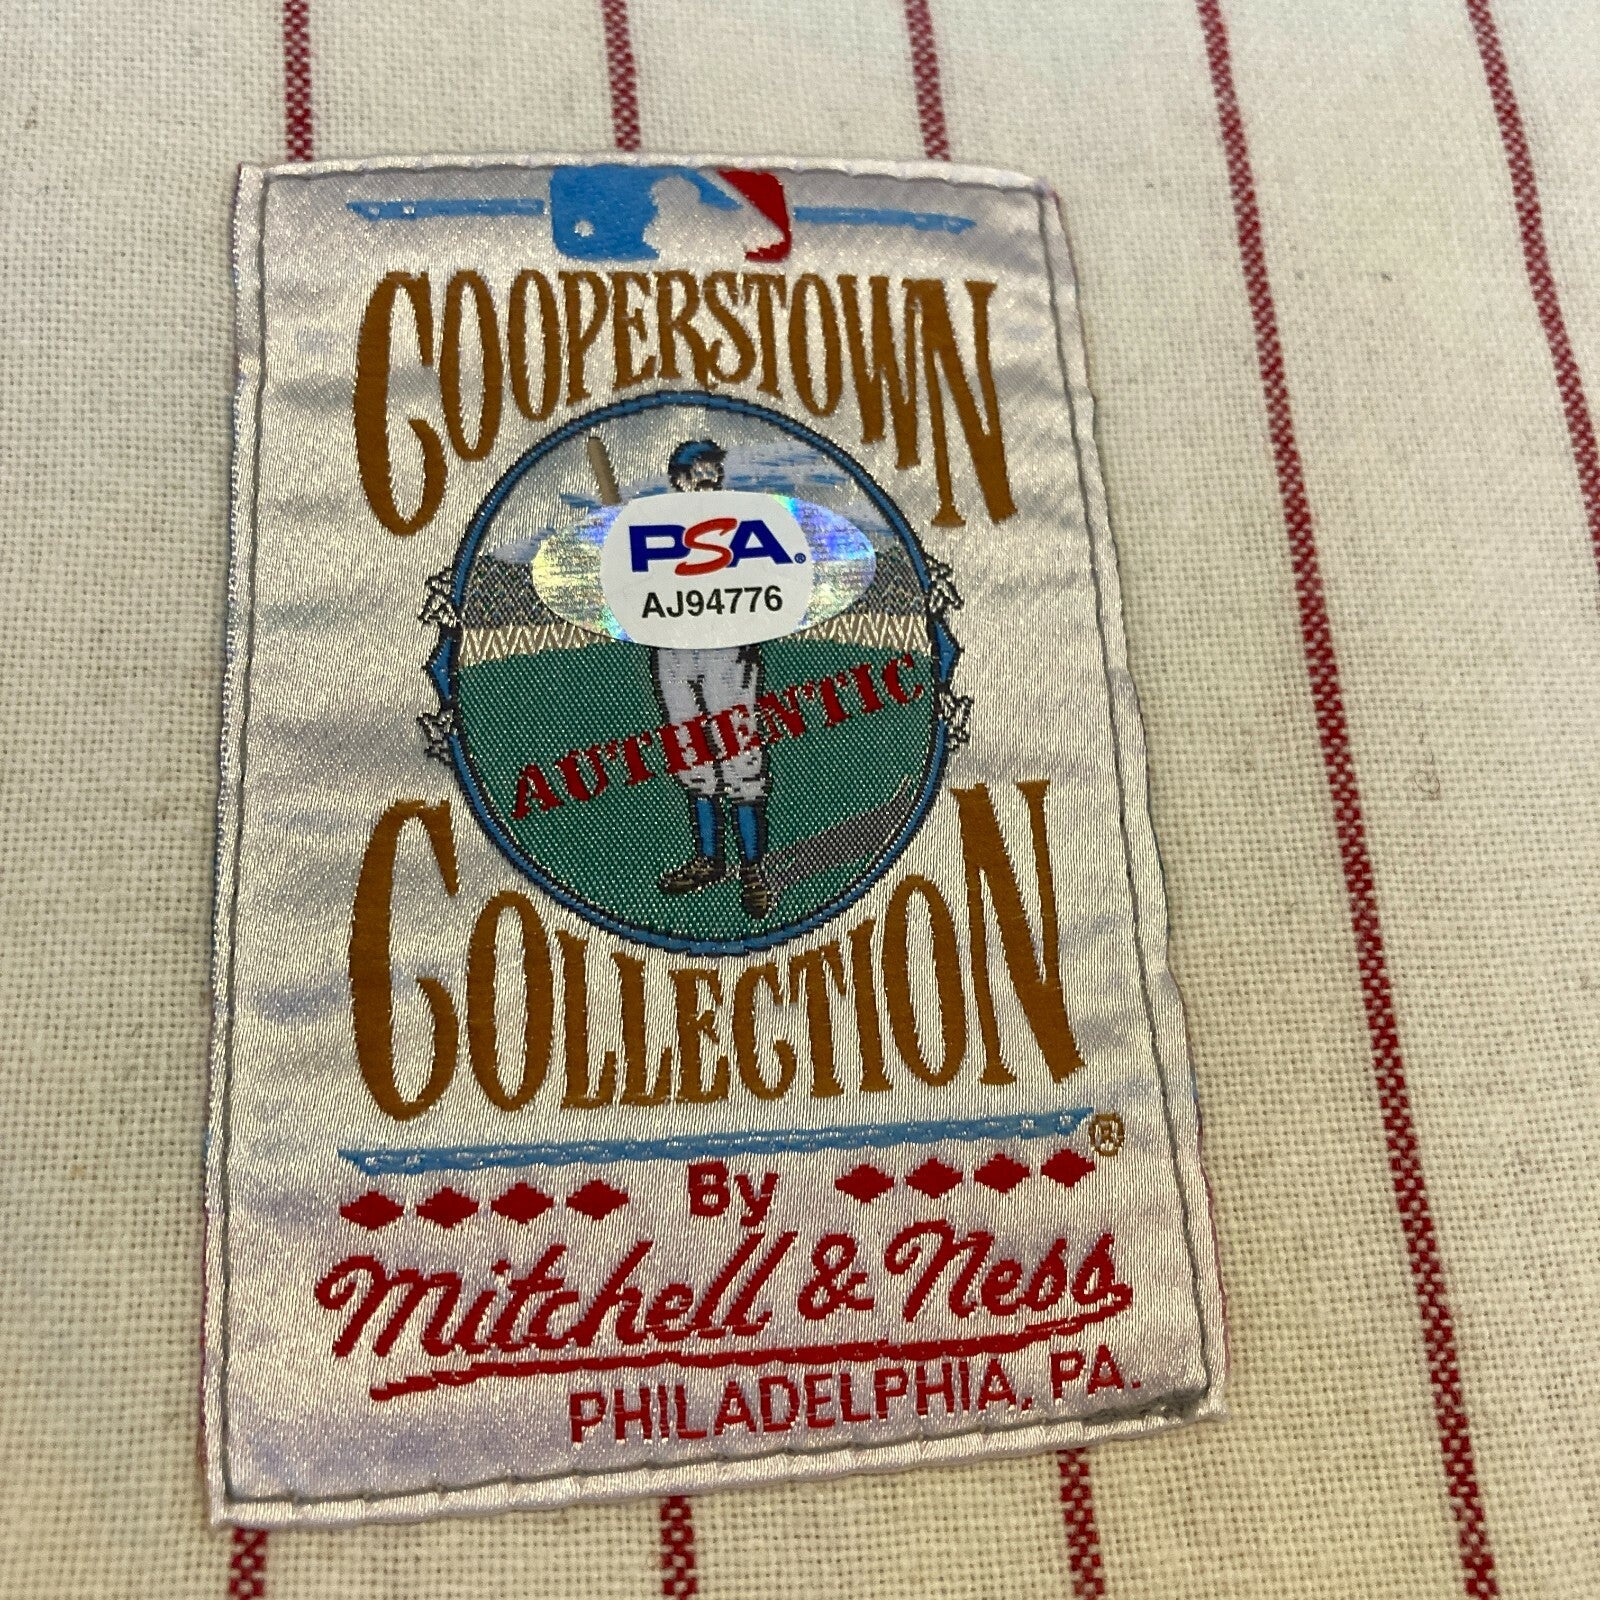 COOPERSTOWN
PSA®
AJ94776
AUTHENTIC
COLLECTION®
By
Mitchell & Ness
PHILADELPHIA, PA.